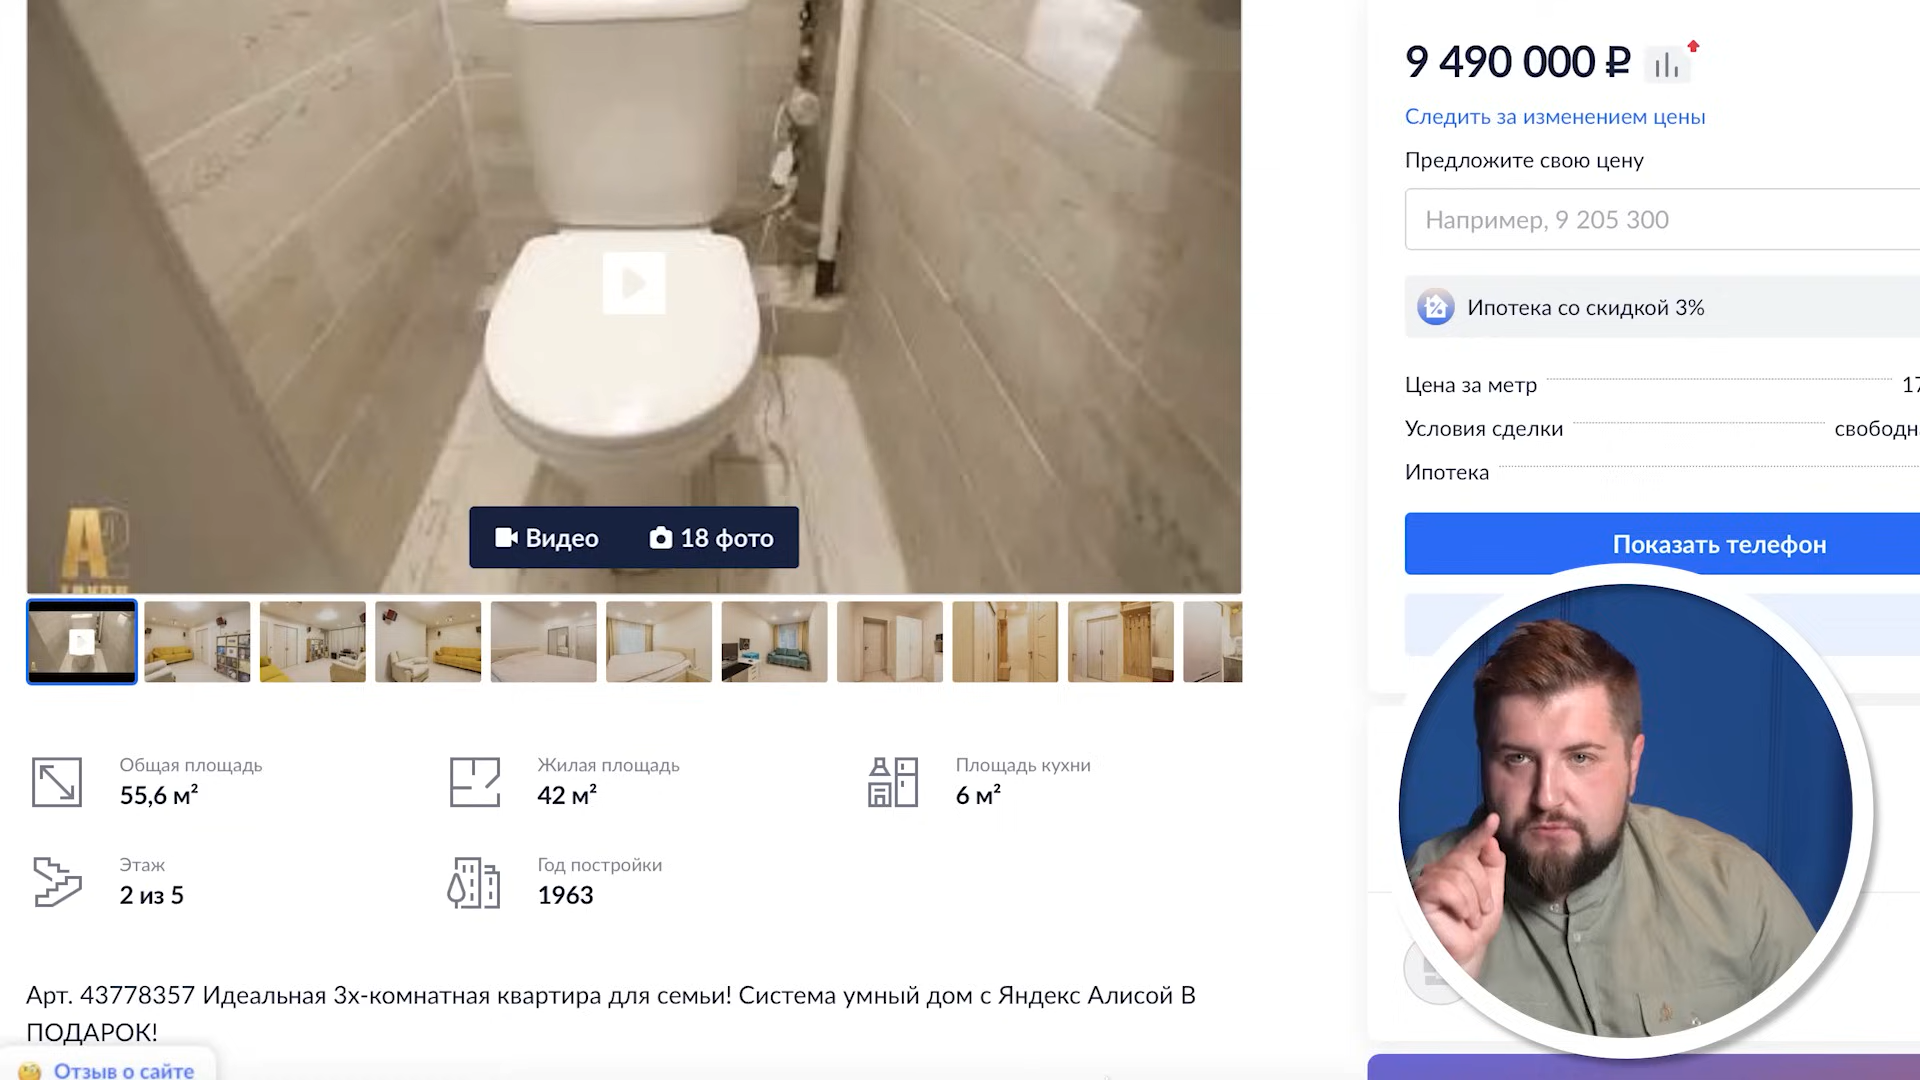 9 490 000 ₽
Следить за изменением цены
Предложите свою цену
Например, 9 205 300
Ипотека со скидкой 3%
Цена за метр 17
Условия сделки
Ипотека
Показать телефон
Видео 18 фото
Общая площадь
55,6 м²
Жилая площадь
42 м²
Площадь кухни
6 м²
Этаж
2 из 5
Год постройки
1963
Арт. 43778357 Идеальная 3х-комнатная квартира для семьи! Система умный дом с Яндекс Алисой В
ПОДАРОК!
Отзыв о сайте